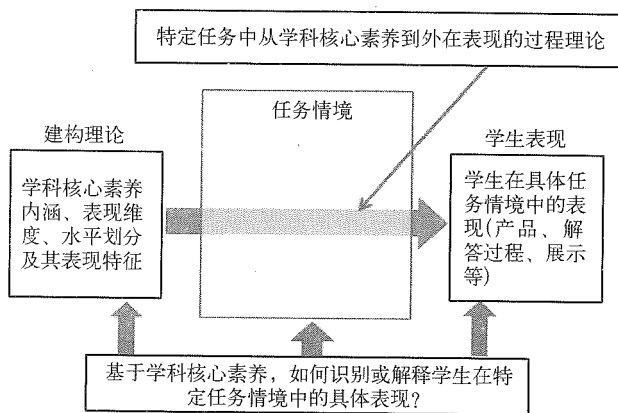 特定任务中从学科核心素养到外在表现的过程理论
任务情境
建构理论
学生表现
学科核心素养
内涵、表现维
度、水平划分
及其表现特征
学生在具体任
务情境中的表
现(产品、解
答过程、展示
等)
基于学科核心素养，如何识别或解释学生在特
定任务情境中的具体表现?